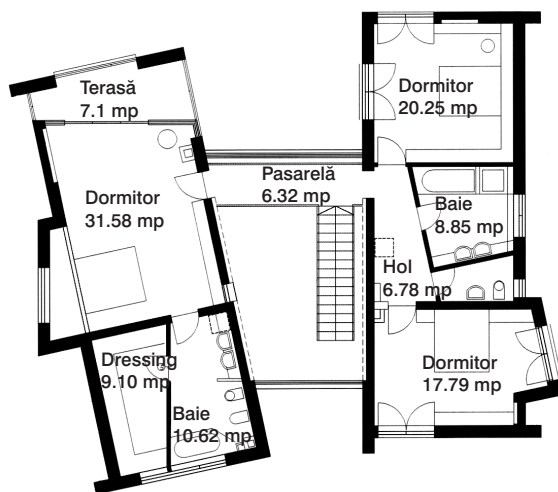 Terasă
7.1 mp
Dormitor
20.25 mp
Pasarelă
6.32 mp
Dormitor
31.58 mp
Baie
8.85 mp
Hol
6.78 mp
Dressing
9.10 mp
Dormitor
17.79 mp
Baie
10.62 mp